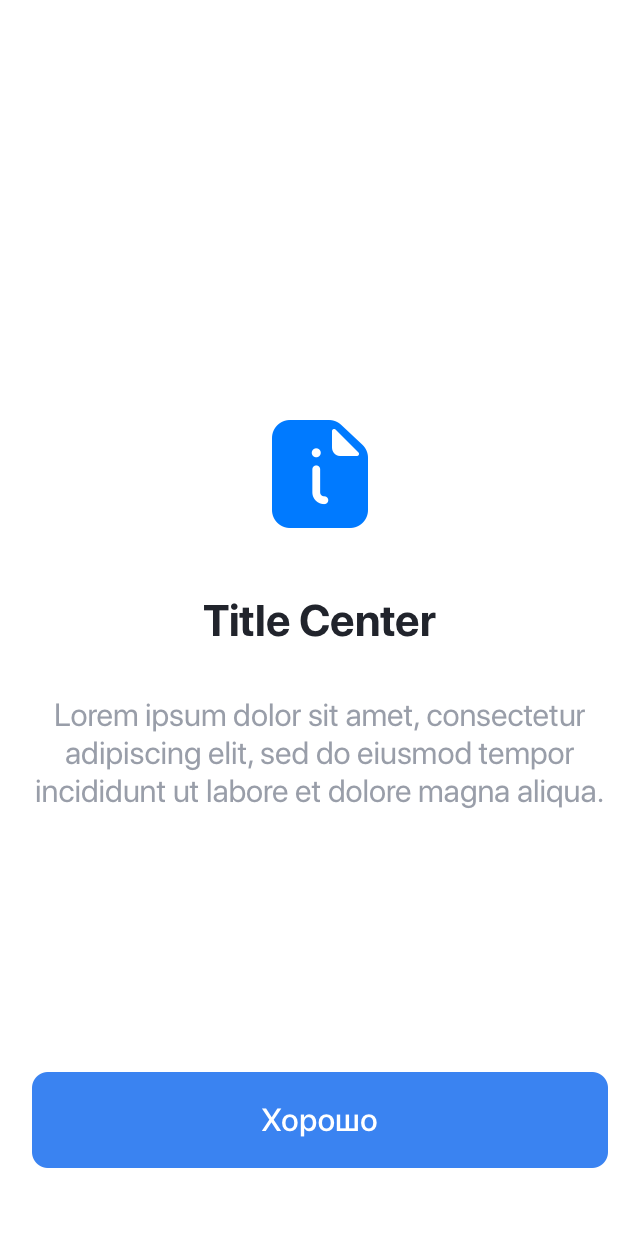 Title Center
Lorem ipsum dolor sit amet, consectetur
adipiscing elit, sed do eiusmod tempor
incididunt ut labore et dolore magna aliqua.
Хорошо